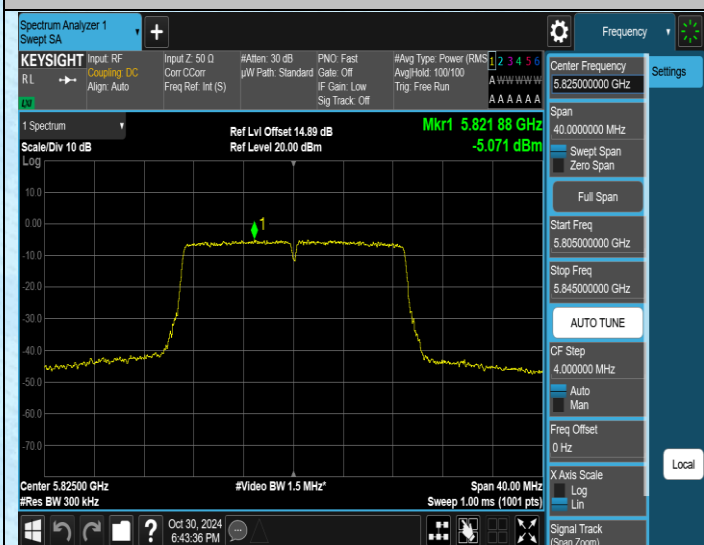 Spectrum Analyzer 1
Swept SA
+
Frequency
KEYSIGHT
RL
LXI
Input: RF
Coupling: DC
Align: Auto
Input Z: 50 Ω
Corr CCorr
Freq Ref: Int (S)
#Atten: 30 dB
µW Path: Standard
PNO: Fast
Gate: Off
IF Gain: Low
Sig Track: Off
#Avg Type: Power (RMS
Avg|Hold: 100/100
Trig: Free Run
1 2 3 4 5 6
A W W W W W
A A A A A A
1 Spectrum
Scale/Div 10 dB
Ref Lvl Offset 14.89 dB
Ref Level 20.00 dBm
Mkr1 5.821 88 GHz
-5.071 dBm
Log
10.0
0.00
-10.0
-20.0
-30.0
-40.0
-50.0
-60.0
-70.0
1
Center 5.82500 GHz
#Res BW 300 kHz
#Video BW 1.5 MHz*
Span 40.00 MHz
Sweep 1.00 ms (1001 pts)
Center Frequency
5.825000000 GHz
Settings
Span
40.0000000 MHz
Swept Span
Zero Span
Full Span
Start Freq
5.805000000 GHz
Stop Freq
5.845000000 GHz
AUTO TUNE
CF Step
4.000000 MHz
Auto
Man
Freq Offset
0 Hz
X Axis Scale
Log
Lin
Local
Signal Track
(Span Zoom)
?
Oct 30, 2024
6:43:36 PM